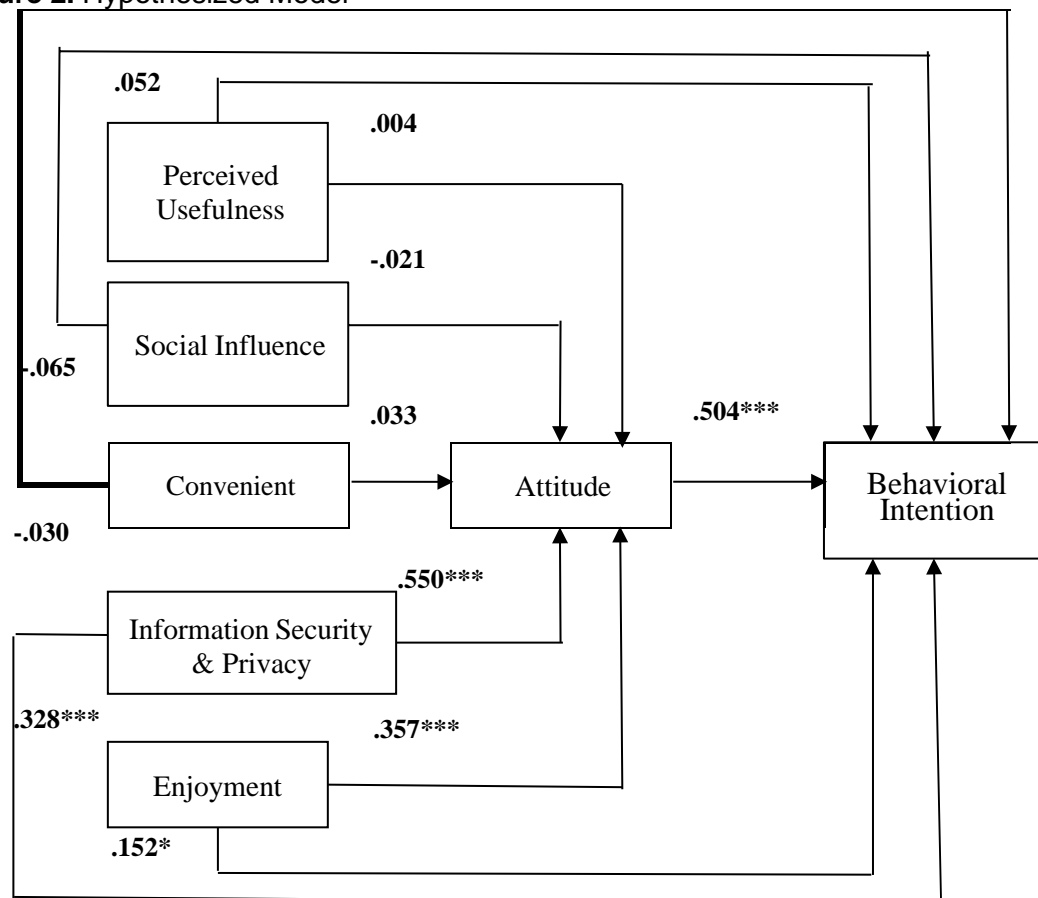 ure 2. Hypothesized Model
.052
.004
Perceived
Usefulness
-.021
Social Influence
-.065
.033
.504***
Convenient
Attitude
Behavioral
Intention
-.030
.550***
Information Security
& Privacy
.328***
.357***
Enjoyment
.152*